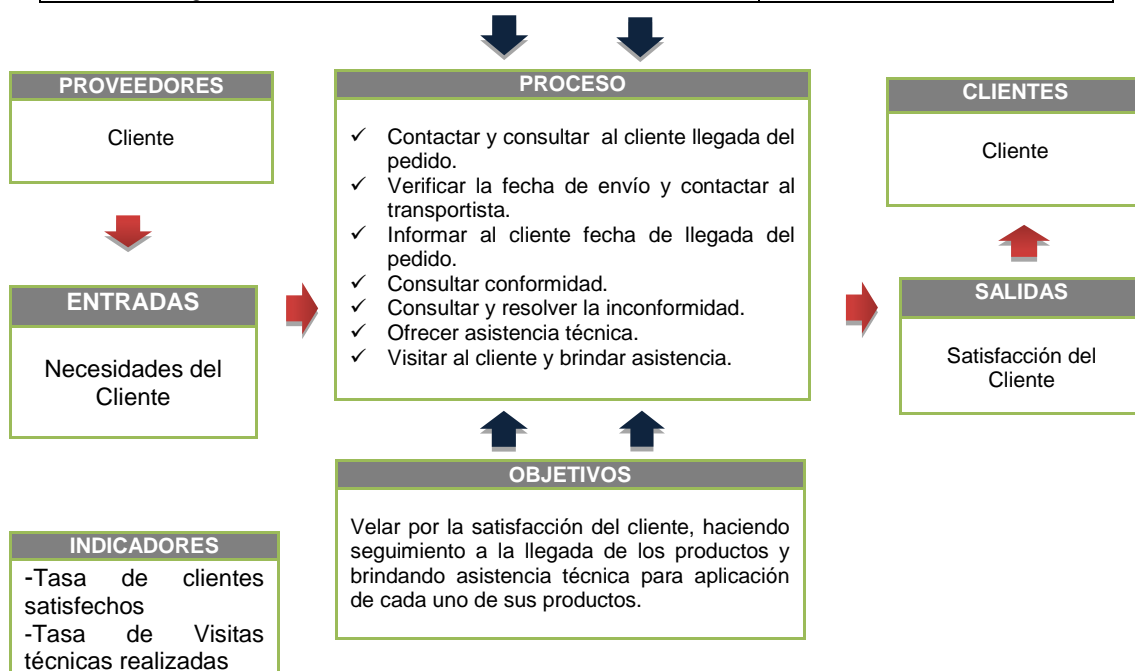 PROVEEDORES
Cliente
ENTRADAS
Necesidades del
Cliente
PROCESO
✓ Contactar y consultar al cliente llegada del
pedido.
✓ Verificar la fecha de envío y contactar al
transportista.
✓ Informar al cliente fecha de llegada del
pedido.
✓ Consultar conformidad.
✓ Consultar y resolver la inconformidad.
✓ Ofrecer asistencia técnica.
✓ Visitar al cliente y brindar asistencia.
CLIENTES
Cliente
SALIDAS
Satisfacción del
Cliente
OBJETIVOS
Velar por la satisfacción del cliente, haciendo
seguimiento a la llegada de los productos y
brindando asistencia técnica para aplicación
de cada uno de sus productos.
INDICADORES
-Tasa de clientes
satisfechos
-Tasa de Visitas
técnicas realizadas